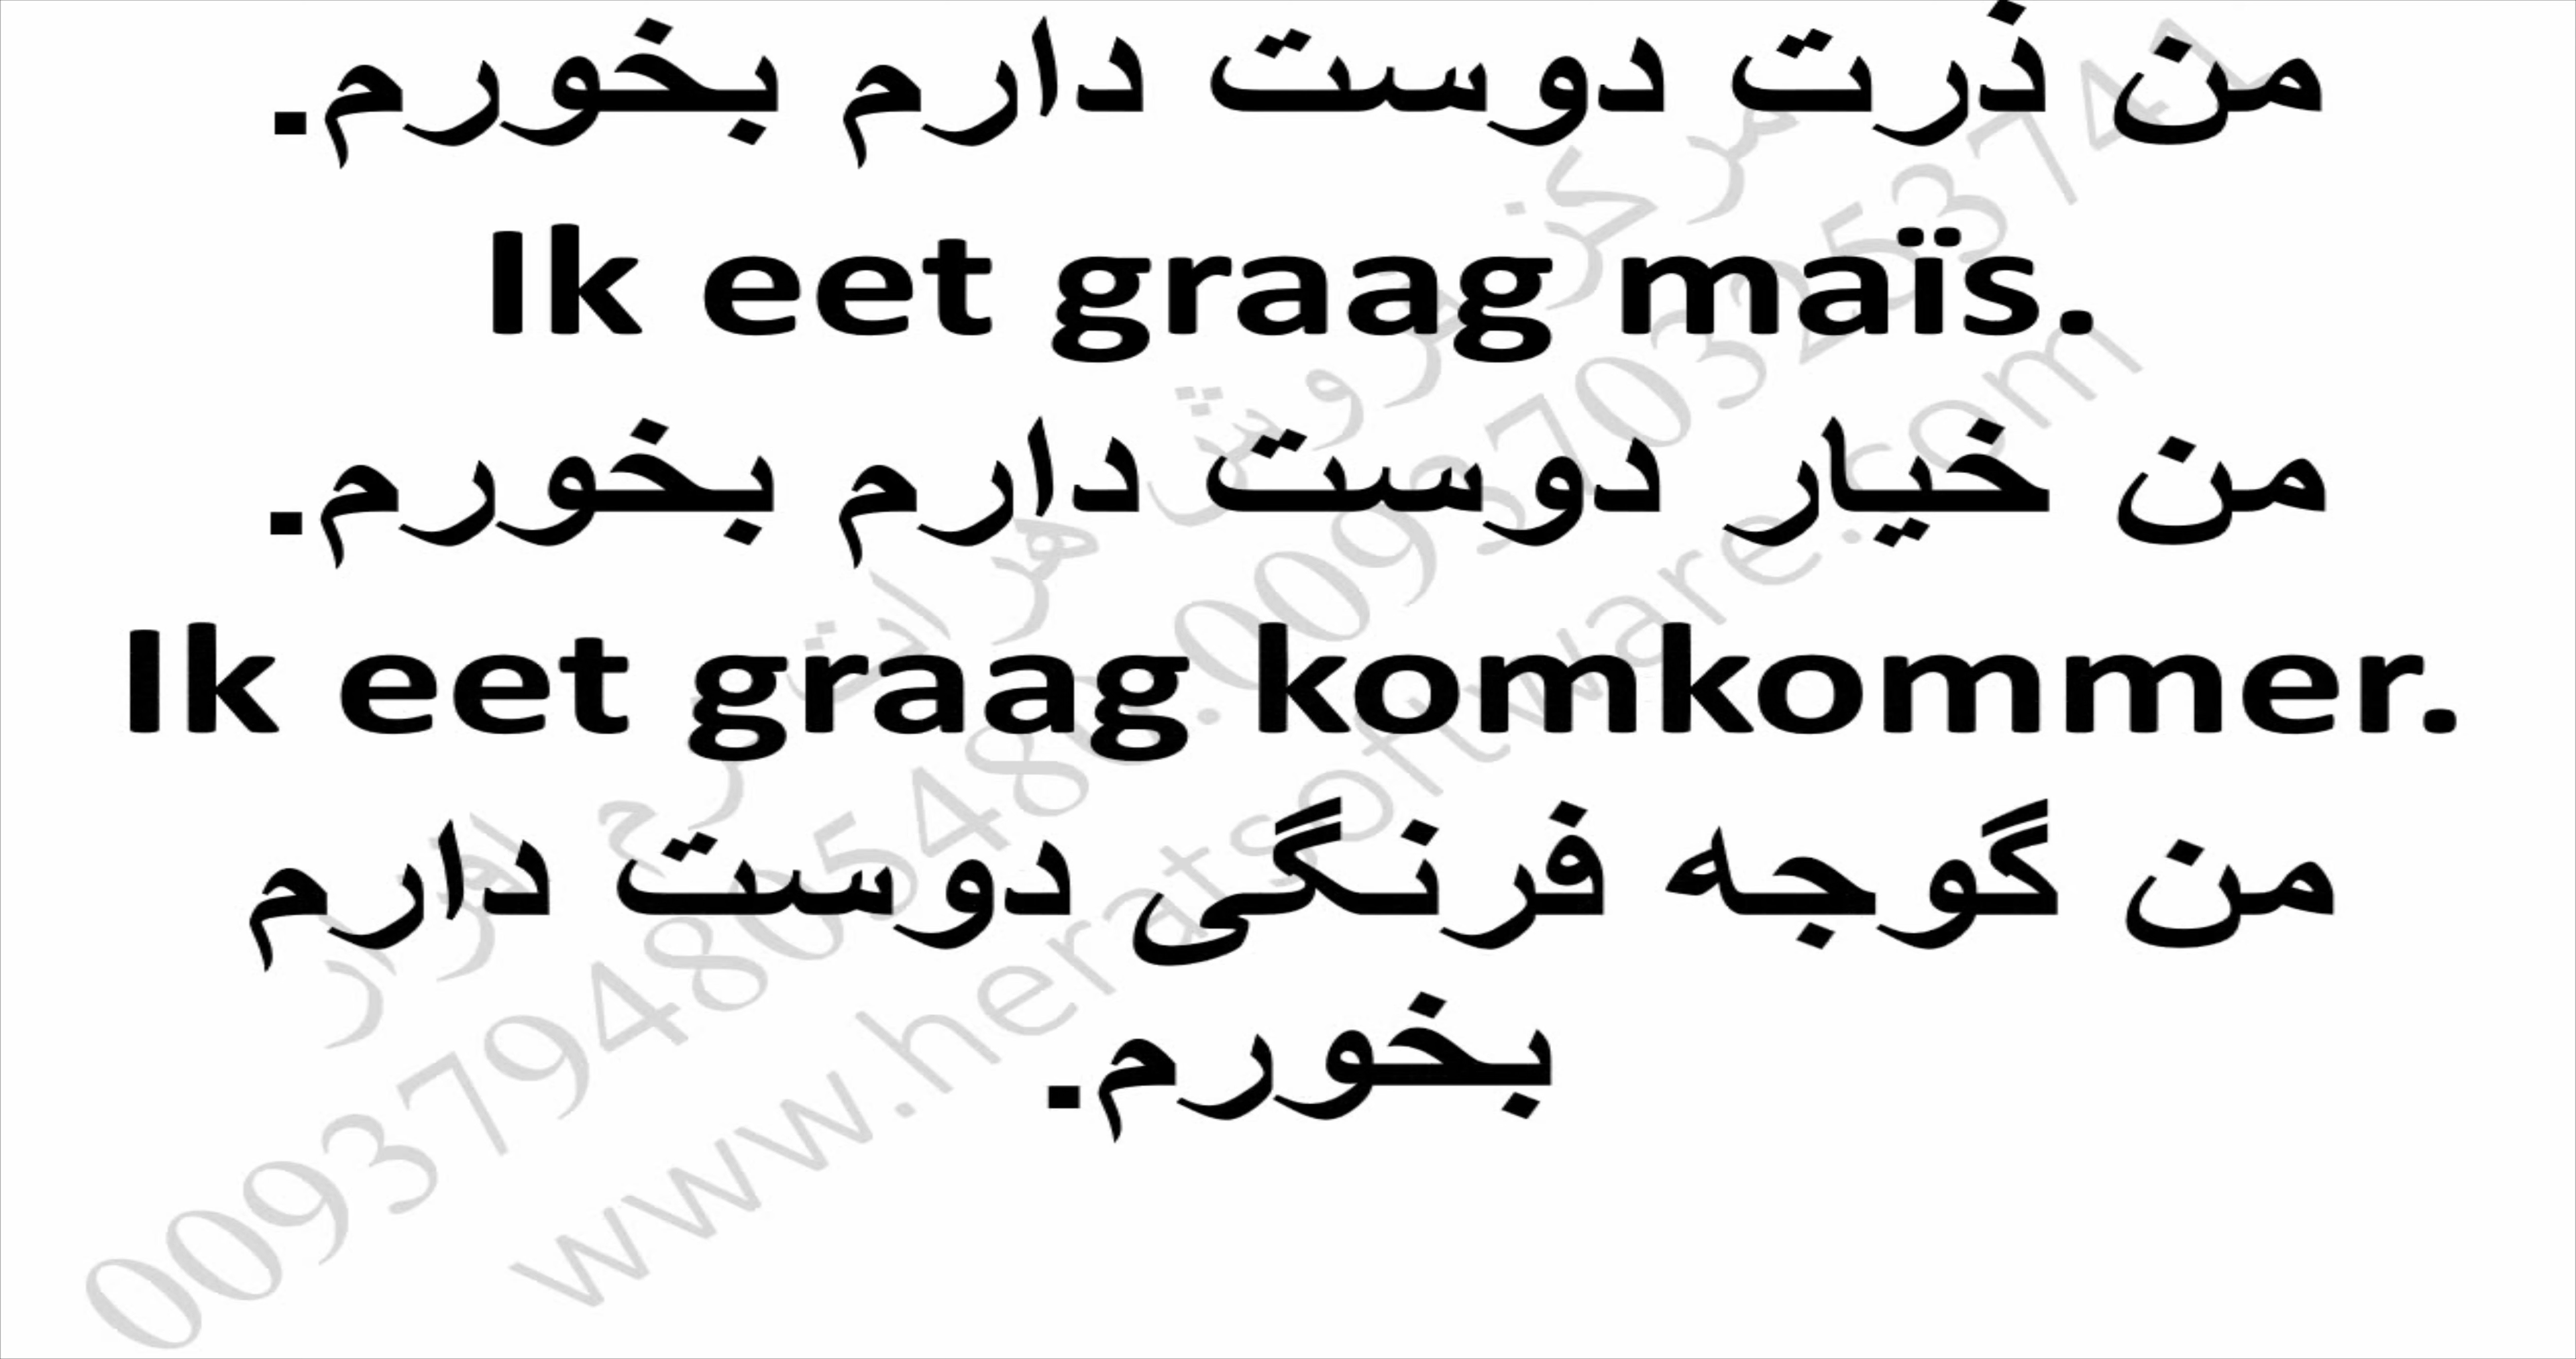 من ذرت دوست دارم بخورم.
Ik eet graag maïs.
من خیار دوست دارم بخورم.
Ik eet graag komkommer.
من گوجه فرنگی دوست دارم
بخورم.
www.heratsoftware.com